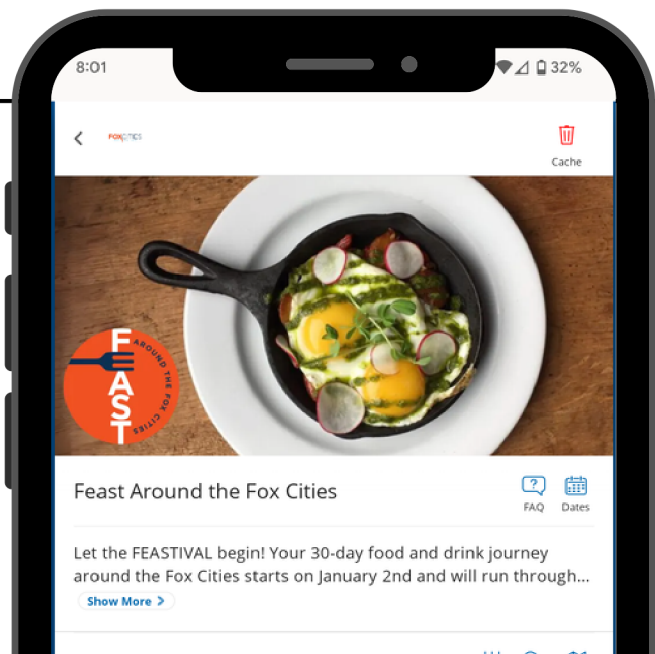 8:01
32%
FOXCITIES
Cache
FEAST
AROUND THE FOX CITIES
Feast Around the Fox Cities
FAQ
Dates
Let the FEASTIVAL begin! Your 30-day food and drink journey
around the Fox Cities starts on January 2nd and will run through...
Show More >